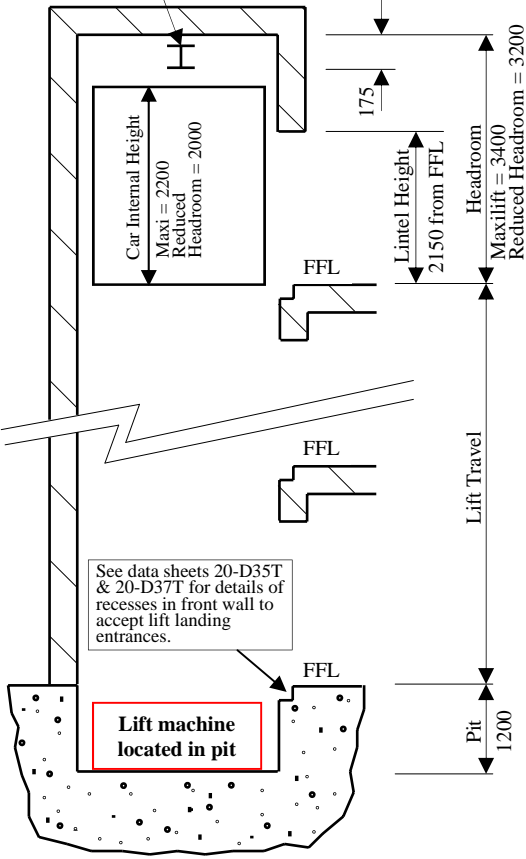 175
Headroom
Maxilift = 3400
Reduced Headroom = 3200
Car Internal Height
Maxi = 2200
Reduced
Headroom = 2000
Lintel Height
2150 from FFL
FFL
FFL
Lift Travel
See data sheets 20-D35T
& 20-D37T for details of
recesses in front wall to
accept lift landing
entrances.
FFL
Lift machine
located in pit
Pit
1200